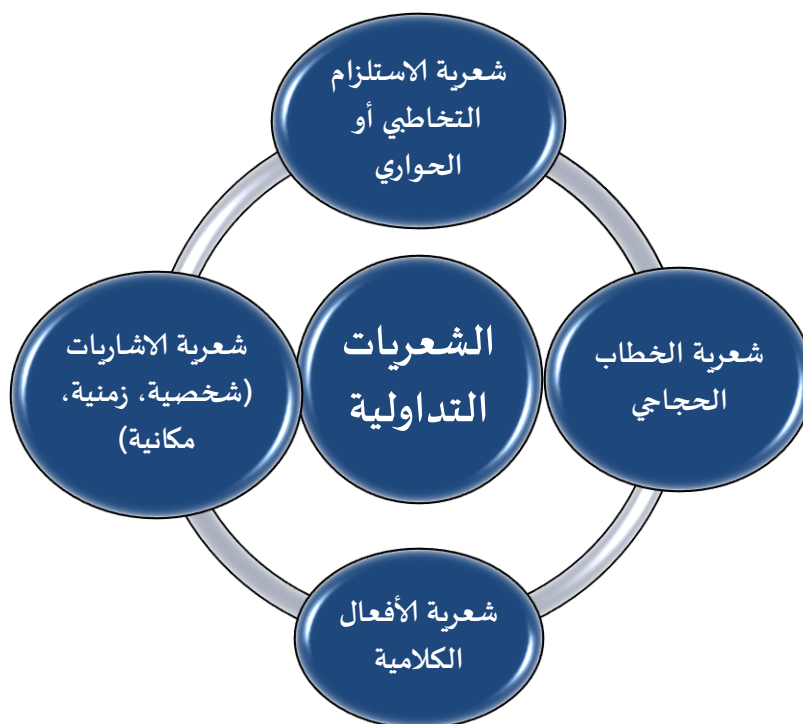 شعرية الاستلزام
التخاطبي أو
الحواري
الشعريات
التداولية
شعرية الخطاب
الحجاجي
شعرية الاشاريات
(شخصية، زمنية،
مكانية)
شعرية الأفعال
الكلامية